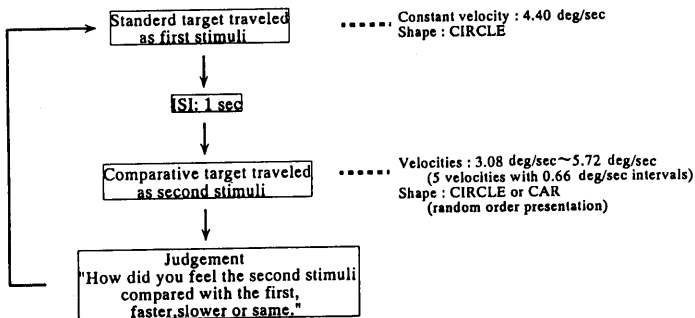 Standerd target traveled
as first stimuli
Constant velocity : 4.40 deg/sec
Shape : CIRCLE
ISI: 1 sec
Comparative target traveled
as second stimuli
Velocities : 3.08 deg/sec～5.72 deg/sec
(5 velocities with 0.66 deg/sec intervals)
Shape : CIRCLE or CAR
(random order presentation)
Judgement
"How did you feel the second stimuli
compared with the first,
faster,slower or same."